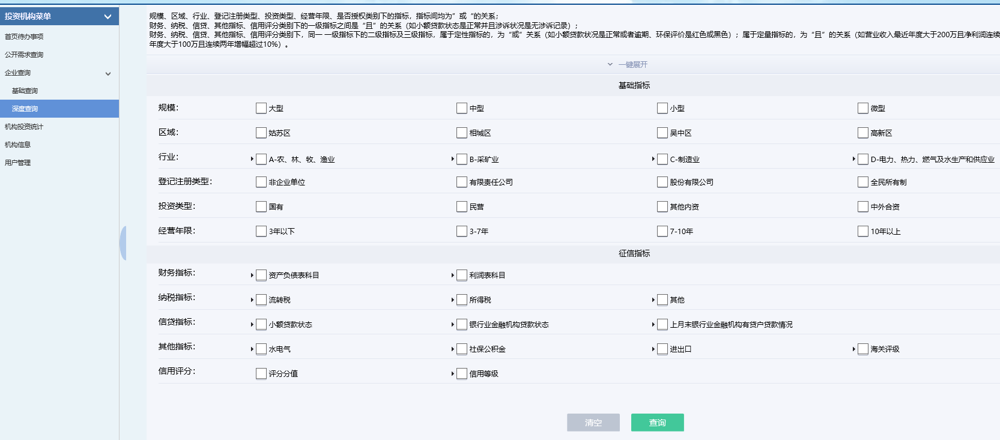 投资机构菜单
首页待办事项
公开需求查询
企业查询
基础查询
深度查询
机构投资统计
机构信息
用户管理
规模、区域、行业、登记注册类型、投资类型、经营年限、是否授权类别下的指标，指标间均为”或“的关系；
财务、纳税、信贷、其他指标、信用评分类别下的一级指标之间是“且”的关系（如小额贷款状态是正常并且涉诉状况是无涉诉记录）；
财务、纳税、信贷、其他指标、信用评分类别下，同一 一级指标下的二级指标及三级指标，属于定性指标的，为“或”关系（如小额贷款状况是正常或者逾期、环保评价是红色或黑色）；属于定量指标的，为“且”的关系（如营业收入最近年度大于200万且净利润连续
年度大于100万且连续两年增幅超过10%）。
一键展开
基础指标
规模： 大型 中型 小型 微型
区域： 姑苏区 相城区 吴中区 高新区
行业： A-农、林、牧、渔业 B-采矿业 C-制造业 D-电力、热力、燃气及水生产和供应业
登记注册类型： 非企业单位 有限责任公司 股份有限公司 全民所有制
投资类型： 国有 民营 其他内资 中外合资
经营年限： 3年以下 3-7年 7-10年 10年以上
征信指标
财务指标： 资产负债表科目 利润表科目
纳税指标： 流转税 所得税 其他
信贷指标： 小额贷款状态 银行业金融机构贷款状态 上月末银行业金融机构有贷户贷款情况
其他指标： 水电气 社保公积金 进出口 海关评级
信用评分： 评分分值 信用等级
清空 查询